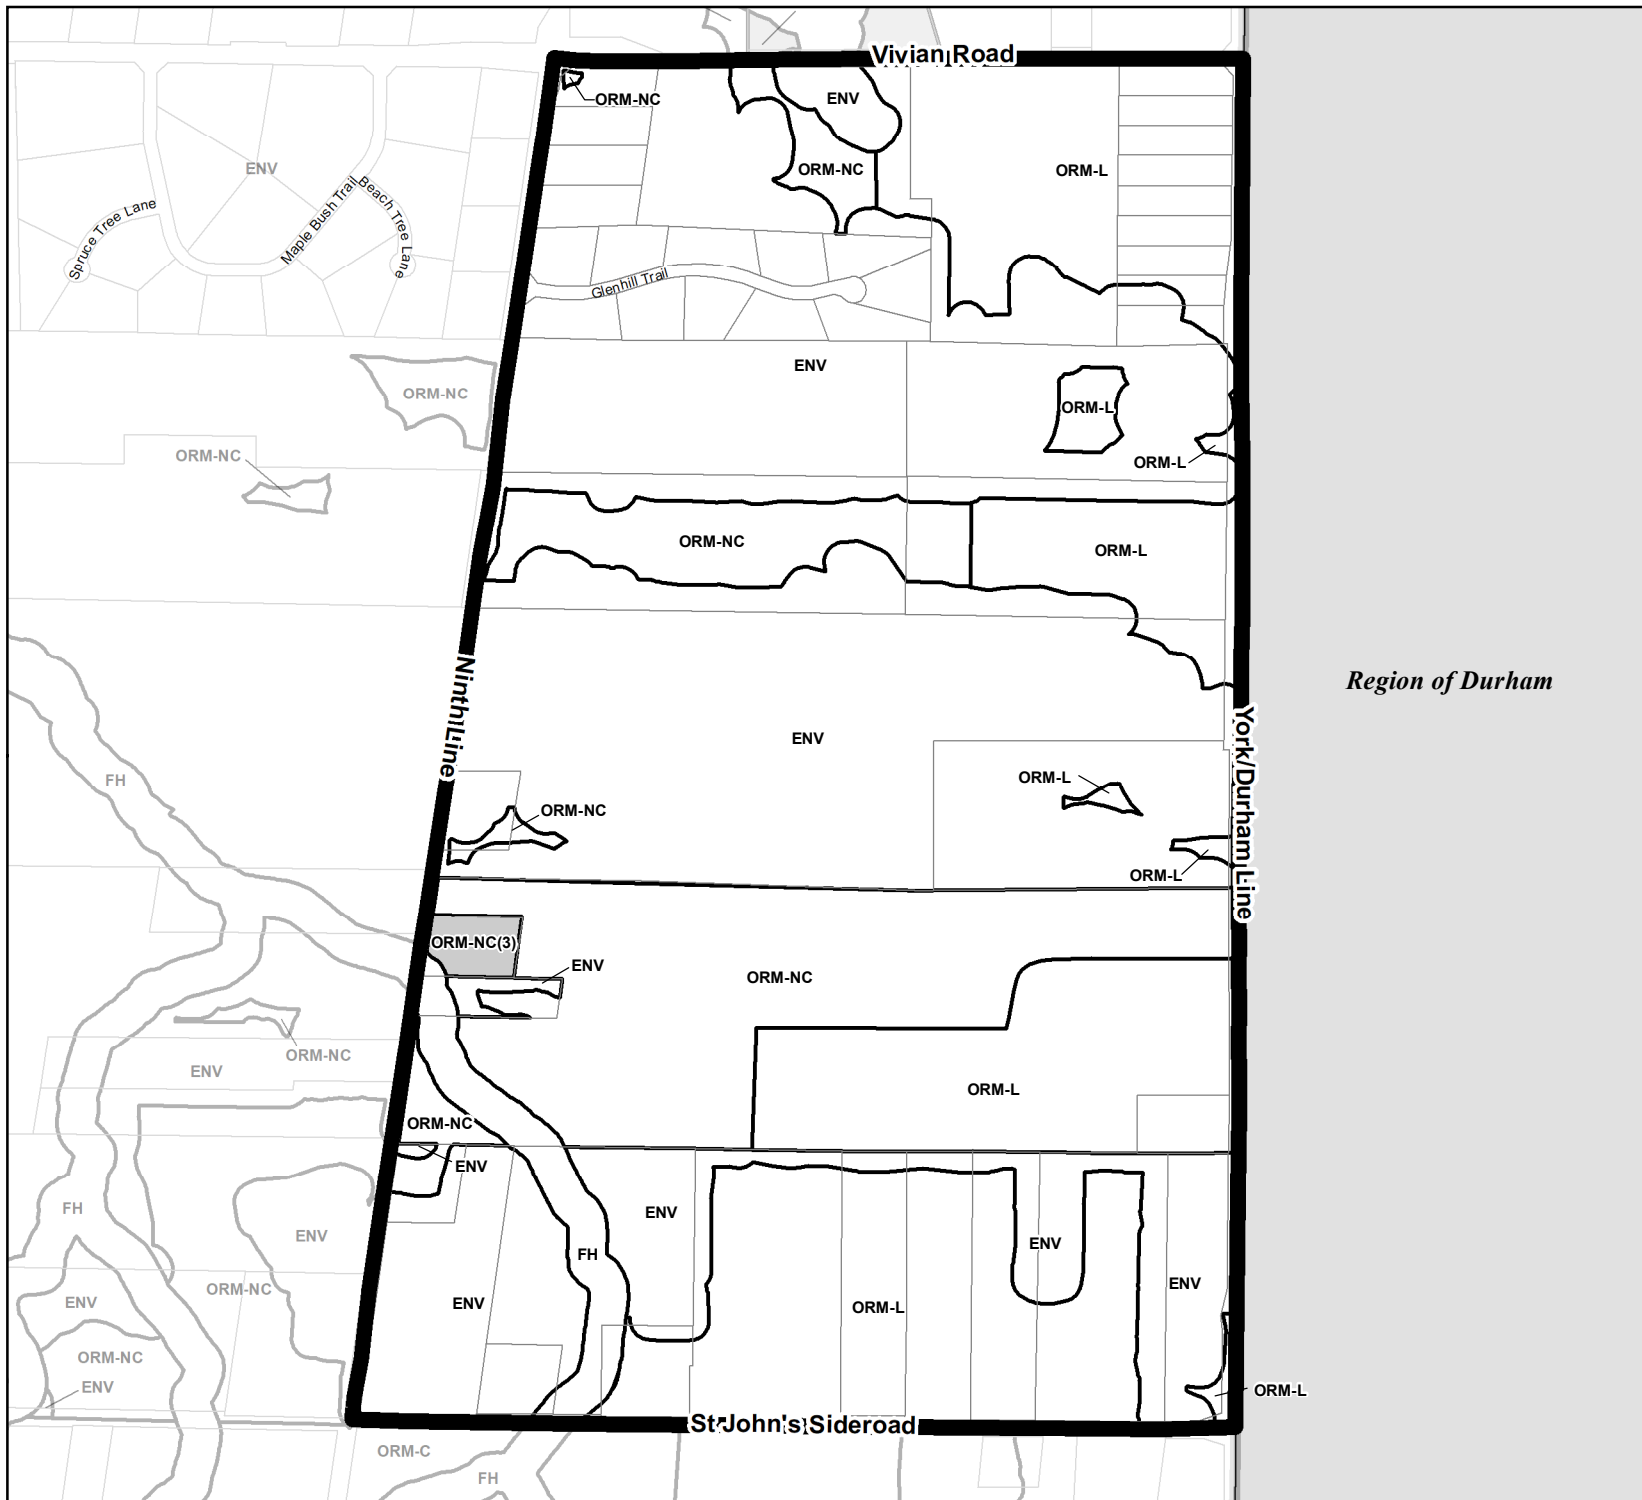 Vivian Road
ORM-NC
ENV
ENV
ORM-NC
ORM-L
Spruce Tree Lane
Maple Bush Trail
Beach Tree Lane
Glenhill Trail
ENV
ORM-NC
ORM-L
ORM-NC
ORM-L
ORM-NC
ORM-L
Region of Durham
Ninth Line
York/Durham Line
ENV
FH
ORM-L
ORM-NC
ORM-L
ORM-NC(3)
ENV
ORM-NC
ORM-NC
ENV
ORM-L
ORM-NC
ENV
FH
ENV
ENV
ENV
FH
ENV
ORM-NC
ENV
ENV
ORM-L
ENV
ORM-NC
ENV
ORM-L
St John's Sideroad
ORM-C
FH